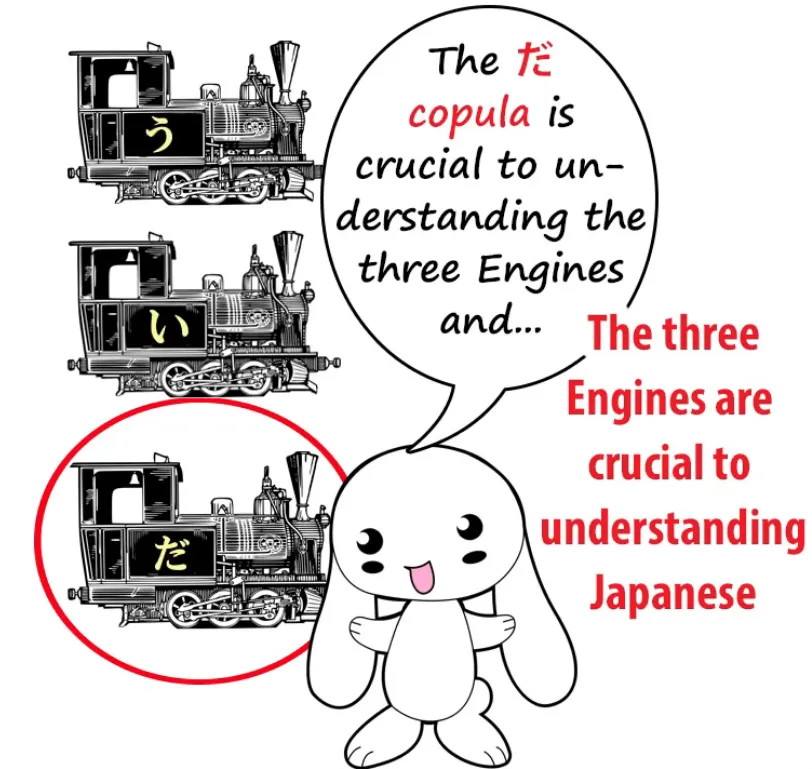 う
い
だ
The だ
copula is
crucial to un-
derstanding the
three Engines
and...
The three
Engines are
crucial to
understanding
Japanese